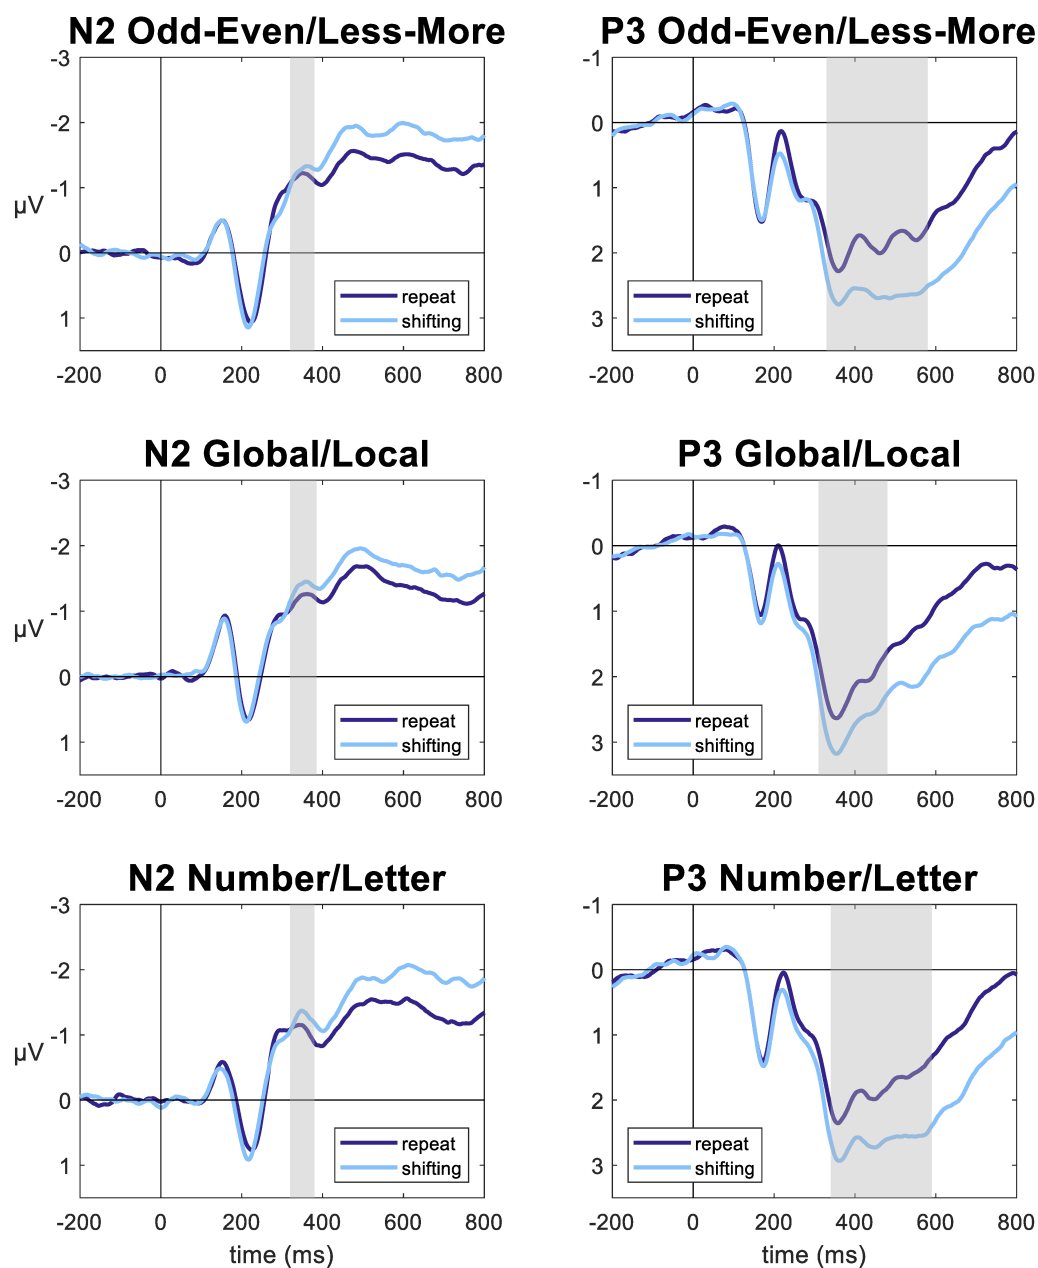 N2 Odd-Even/Less-More
-3
-2
-1
0
1
µV
repeat
shifting
-200 0 200 400 600 800
P3 Odd-Even/Less-More
-1
0
1
2
3
repeat
shifting
-200 0 200 400 600 800
N2 Global/Local
-3
-2
-1
0
1
µV
repeat
shifting
-200 0 200 400 600 800
P3 Global/Local
-1
0
1
2
3
repeat
shifting
-200 0 200 400 600 800
N2 Number/Letter
-3
-2
-1
0
1
µV
repeat
shifting
-200 0 200 400 600 800
time (ms)
P3 Number/Letter
-1
0
1
2
3
repeat
shifting
-200 0 200 400 600 800
time (ms)